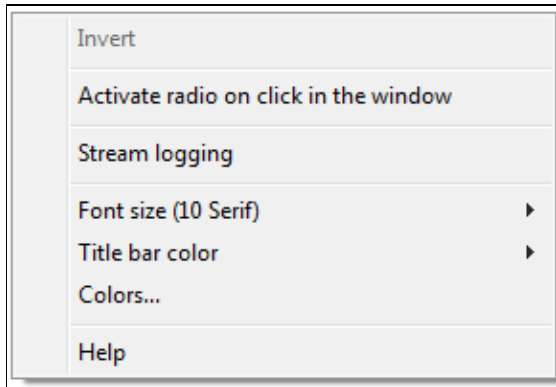 Invert
Activate radio on click in the window
Stream logging
Font size (10 Serif)
Title bar color
Colors...
Help